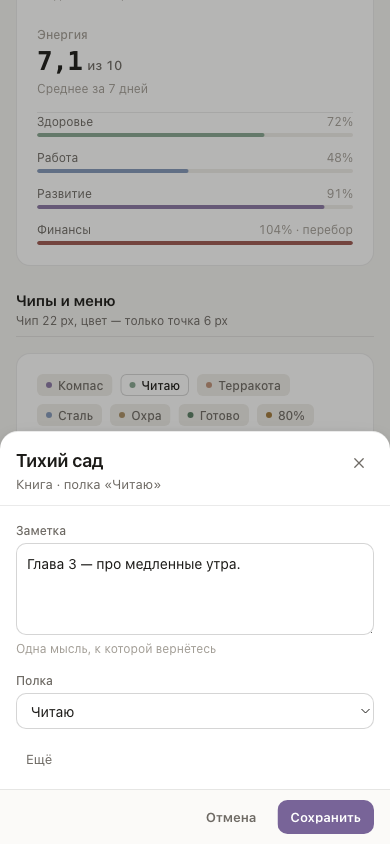 Энергия
7,1 из 10
Среднее за 7 дней
Здоровье 72%
Работа 48%
Развитие 91%
Финансы 104% · перебор
Чипы и меню
Чип 22 px, цвет — только точка 6 px
Компас Читаю Терракота
Сталь Охра Готово 80%
Тихий сад
Книга · полка «Читаю»
Заметка
Глава 3 — про медленные утра.
Одна мысль, к которой вернётесь
Полка
Читаю
Ещё
Отмена Сохранить